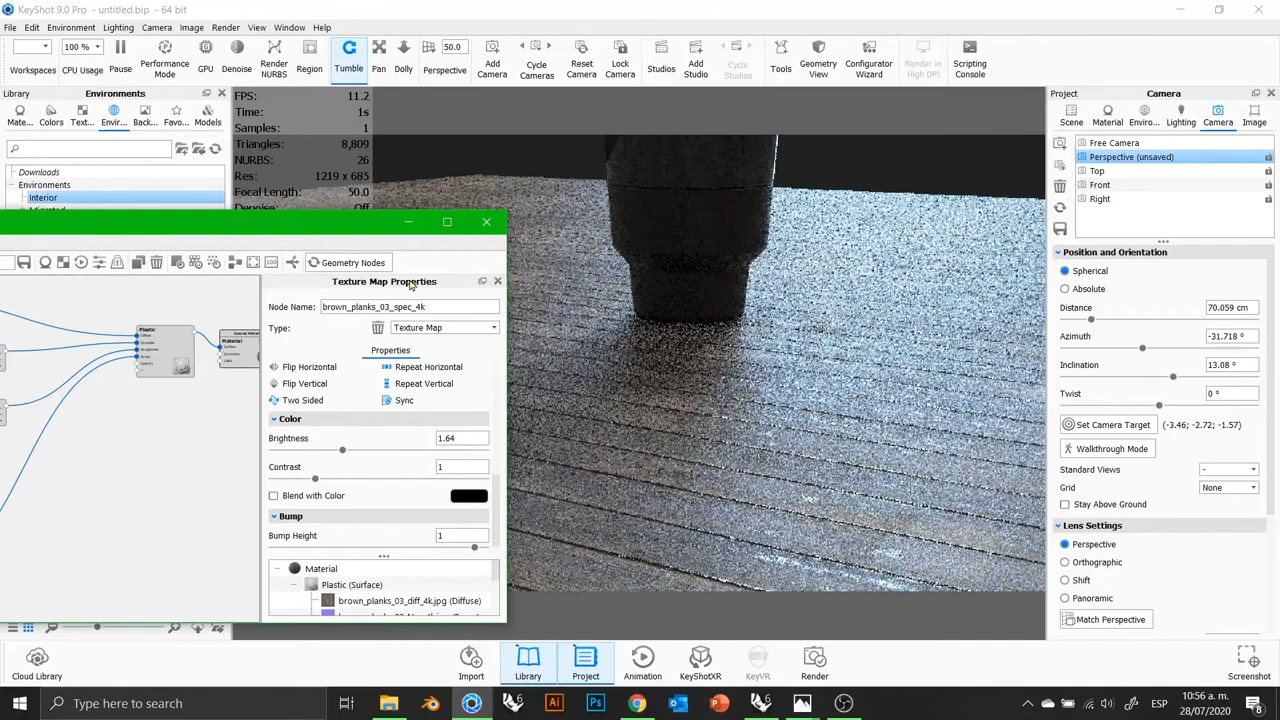 KeyShot 9.0 Pro - untitled.bip - 64 bit
File Edit Environment Lighting Camera Image Render View Window Help
100 % 50.0
Workspaces CPU Usage Pause Performance Mode GPU Denoise Render NURBS Region Tumble Pan Dolly Perspective Add Camera Cycle Cameras Reset Camera Lock Camera Studios Add Studio Cycle Studios Tools Geometry View Configurator Wizard Render in High DPI Scripting Console
Library Environments
Mate... Colors Text... Envir... Back... Favo... Models
Downloads
Environments
Interior
FPS: 11.2
Time: 1s
Samples: 1
Triangles: 8,809
NURBS: 26
Res: 1219 x 685
Focal Length: 50.0
Denoise: Off
Geometry Nodes
Texture Map Properties
Node Name: brown_planks_03_spec_4k
Type: Texture Map
Properties
Flip Horizontal Repeat Horizontal
Flip Vertical Repeat Vertical
Two Sided Sync
Color
Brightness 1.64
Contrast 1
Blend with Color
Bump
Bump Height 1
Material
Plastic (Surface)
brown_planks_03_diff_4k.jpg (Diffuse)
Plastic
Diffuse
Roughness
Bump
Material
Surface
Geometry
Label
Project Camera
Scene Material Enviro... Lighting Camera Image
Free Camera
Perspective (unsaved)
Top
Front
Right
Position and Orientation
Spherical
Absolute
Distance 70.059 cm
Azimuth -31.718 º
Inclination 13.08 º
Twist 0 º
Set Camera Target (-3.46; -2.72; -1.57)
Walkthrough Mode
Standard Views -
Grid None
Stay Above Ground
Lens Settings
Perspective
Orthographic
Shift
Panoramic
Match Perspective
Cloud Library Import Library Project Animation KeyShotXR KeyVR Render Screenshot
Type here to search
ESP
10:56 a. m.
28/07/2020
8